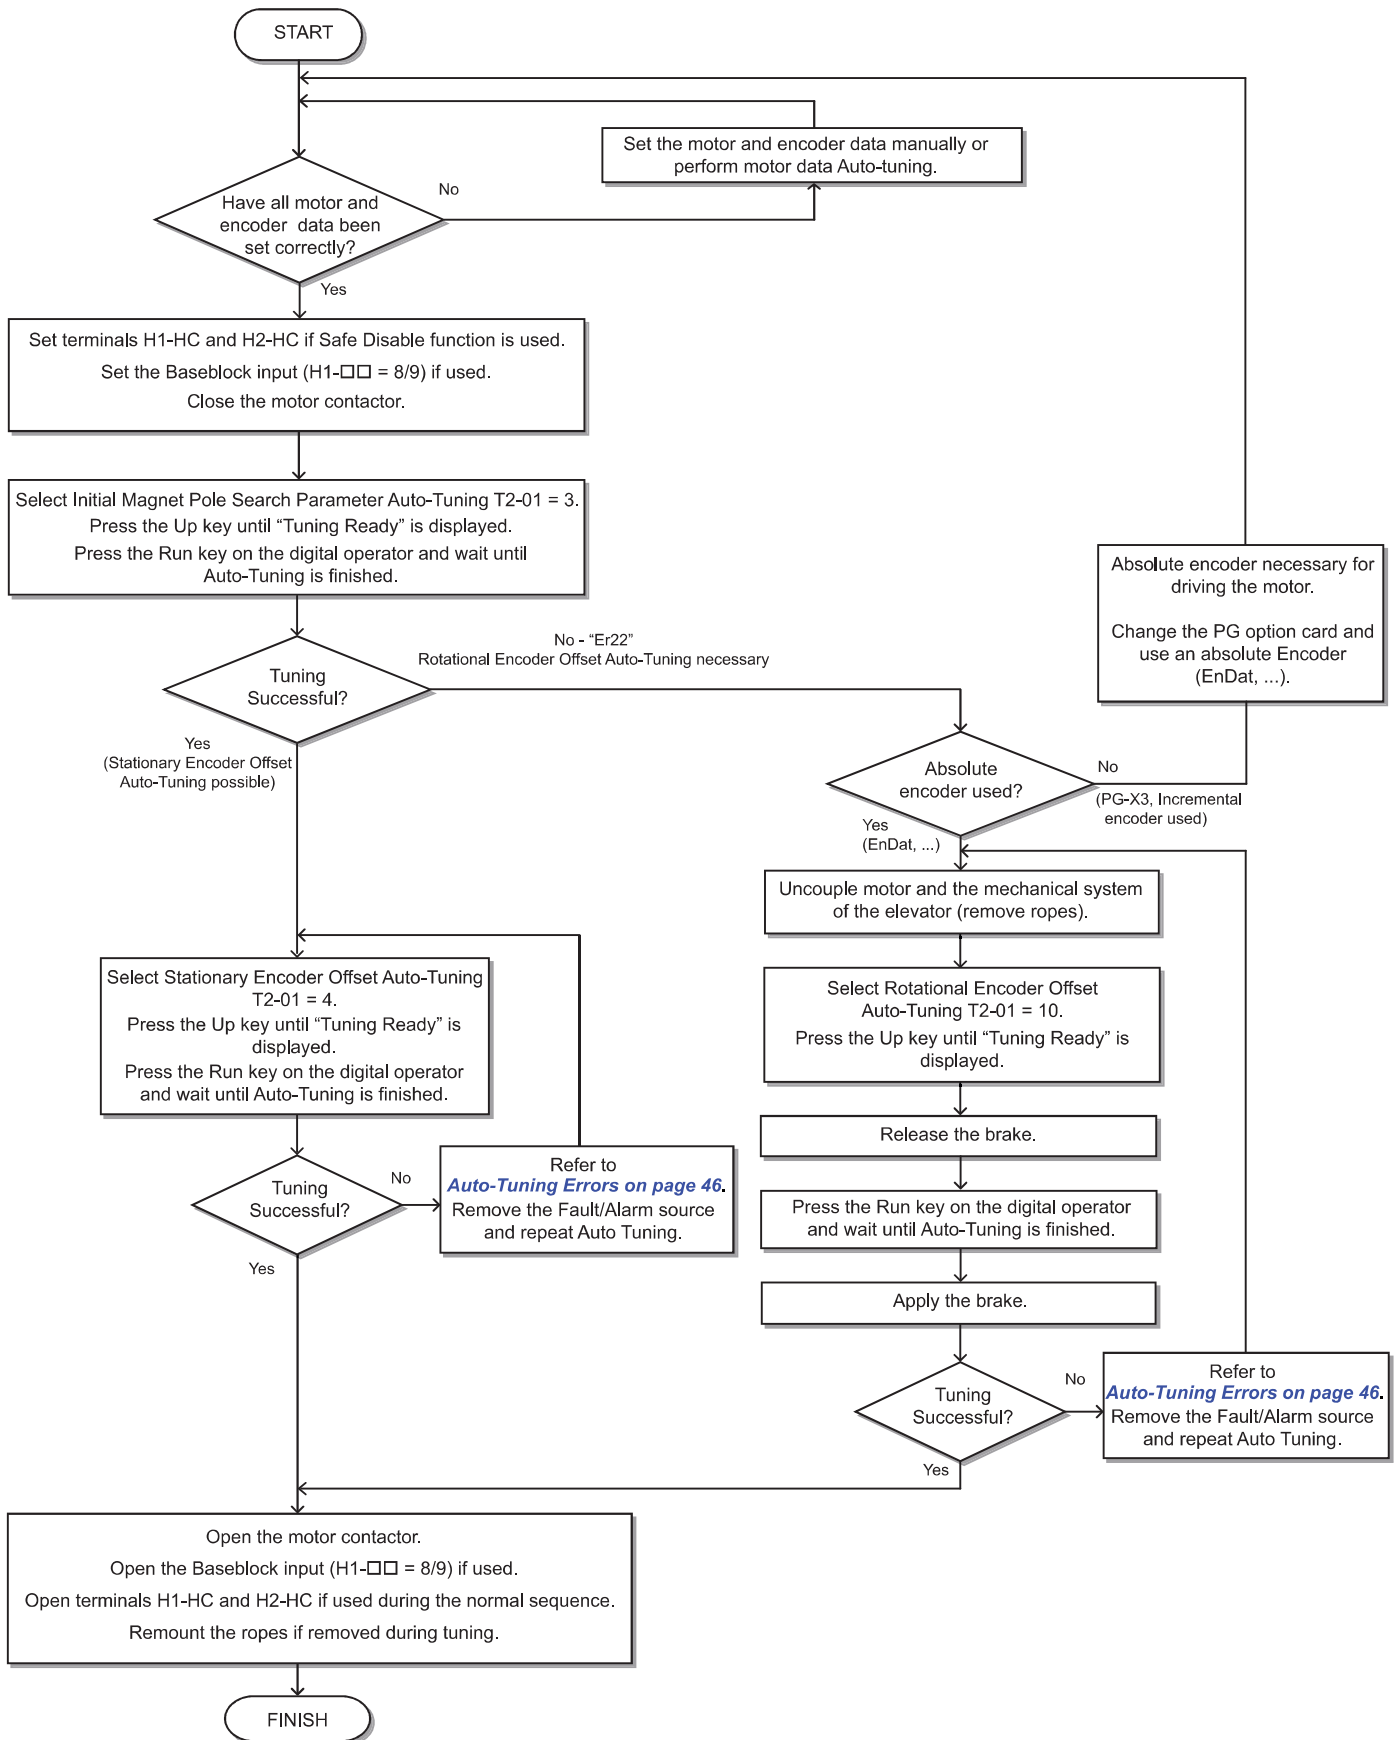 START
Set the motor and encoder data manually or
perform motor data Auto-tuning.
No
Have all motor and
encoder data been
set correctly?
Yes
Set terminals H1-HC and H2-HC if Safe Disable function is used.
Set the Baseblock input (H1-□□ = 8/9) if used.
Close the motor contactor.
Select Initial Magnet Pole Search Parameter Auto-Tuning T2-01 = 3.
Press the Up key until “Tuning Ready” is displayed.
Press the Run key on the digital operator and wait until
Auto-Tuning is finished.
Absolute encoder necessary for
driving the motor.
Change the PG option card and
use an absolute Encoder
(EnDat, ...).
No - “Er22”
Rotational Encoder Offset Auto-Tuning necessary
Tuning
Successful?
Yes
(Stationary Encoder Offset
Auto-Tuning possible)
Absolute
encoder used?
No
(PG-X3, Incremental
encoder used)
Yes
(EnDat, ...)
Uncouple motor and the mechanical system
of the elevator (remove ropes).
Select Stationary Encoder Offset Auto-Tuning
T2-01 = 4.
Press the Up key until “Tuning Ready” is
displayed.
Press the Run key on the digital operator
and wait until Auto-Tuning is finished.
Select Rotational Encoder Offset
Auto-Tuning T2-01 = 10.
Press the Up key until “Tuning Ready” is
displayed.
Release the brake.
Tuning
Successful?
No
Refer to
Auto-Tuning Errors on page 46.
Remove the Fault/Alarm source
and repeat Auto Tuning.
Yes
Press the Run key on the digital operator
and wait until Auto-Tuning is finished.
Apply the brake.
Tuning
Successful?
No
Refer to
Auto-Tuning Errors on page 46.
Remove the Fault/Alarm source
and repeat Auto Tuning.
Yes
Open the motor contactor.
Open the Baseblock input (H1-□□ = 8/9) if used.
Open terminals H1-HC and H2-HC if used during the normal sequence.
Remount the ropes if removed during tuning.
FINISH